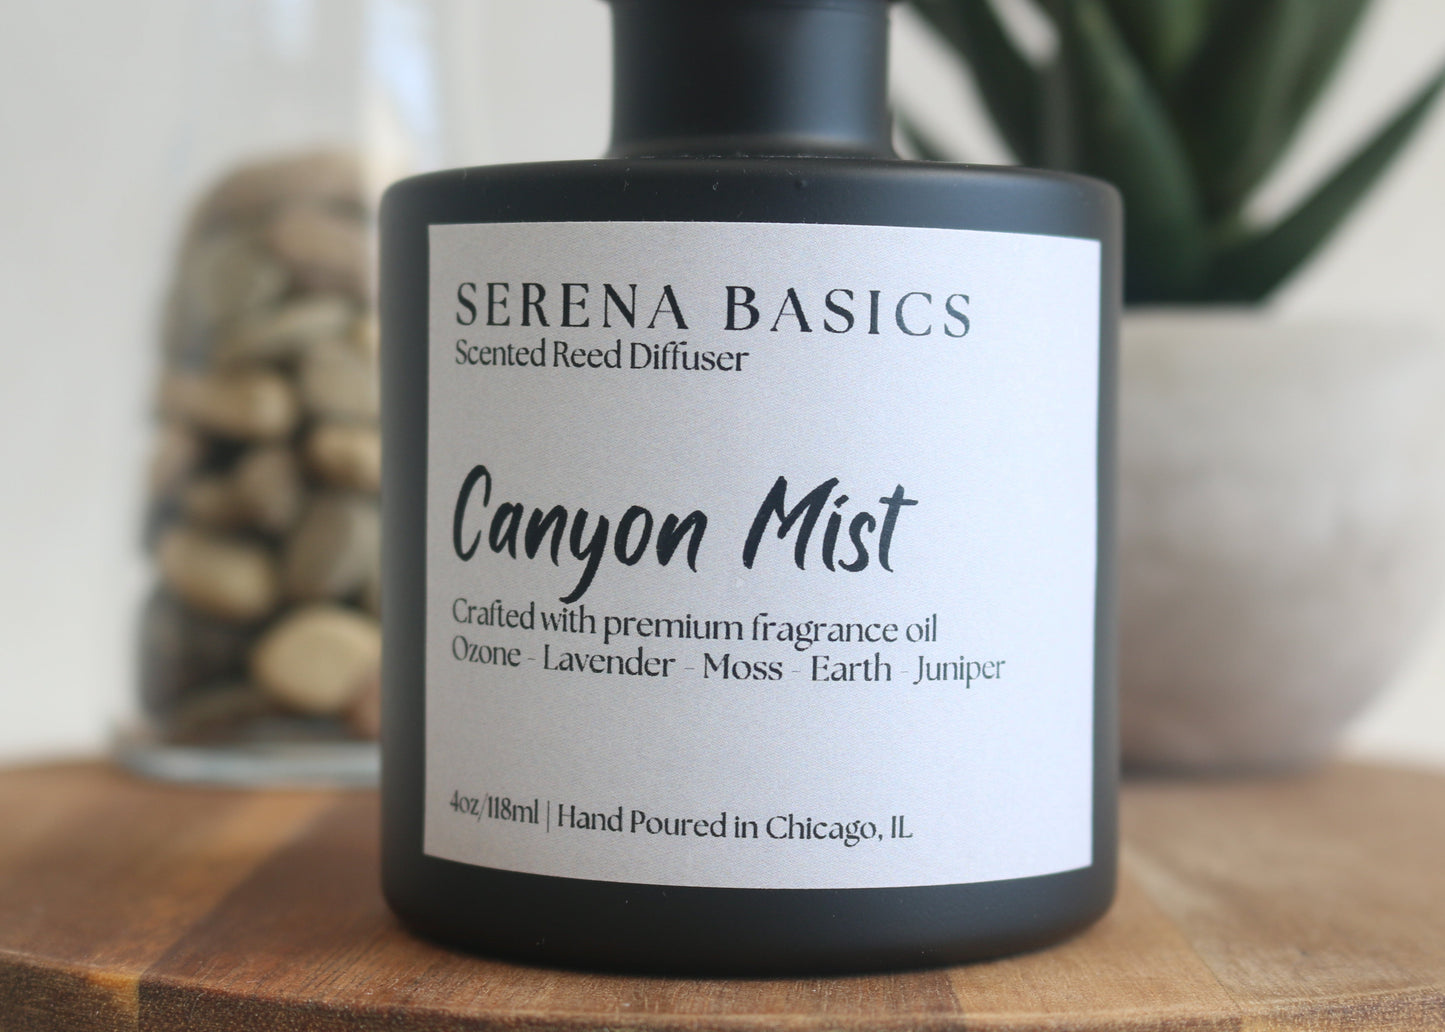 SERENA BASICS
Scented Reed Diffuser
Canyon Mist
Crafted with premium fragrance oil
Ozone - Lavender - Moss - Earth - Juniper
4oz/118ml | Hand Poured in Chicago, IL